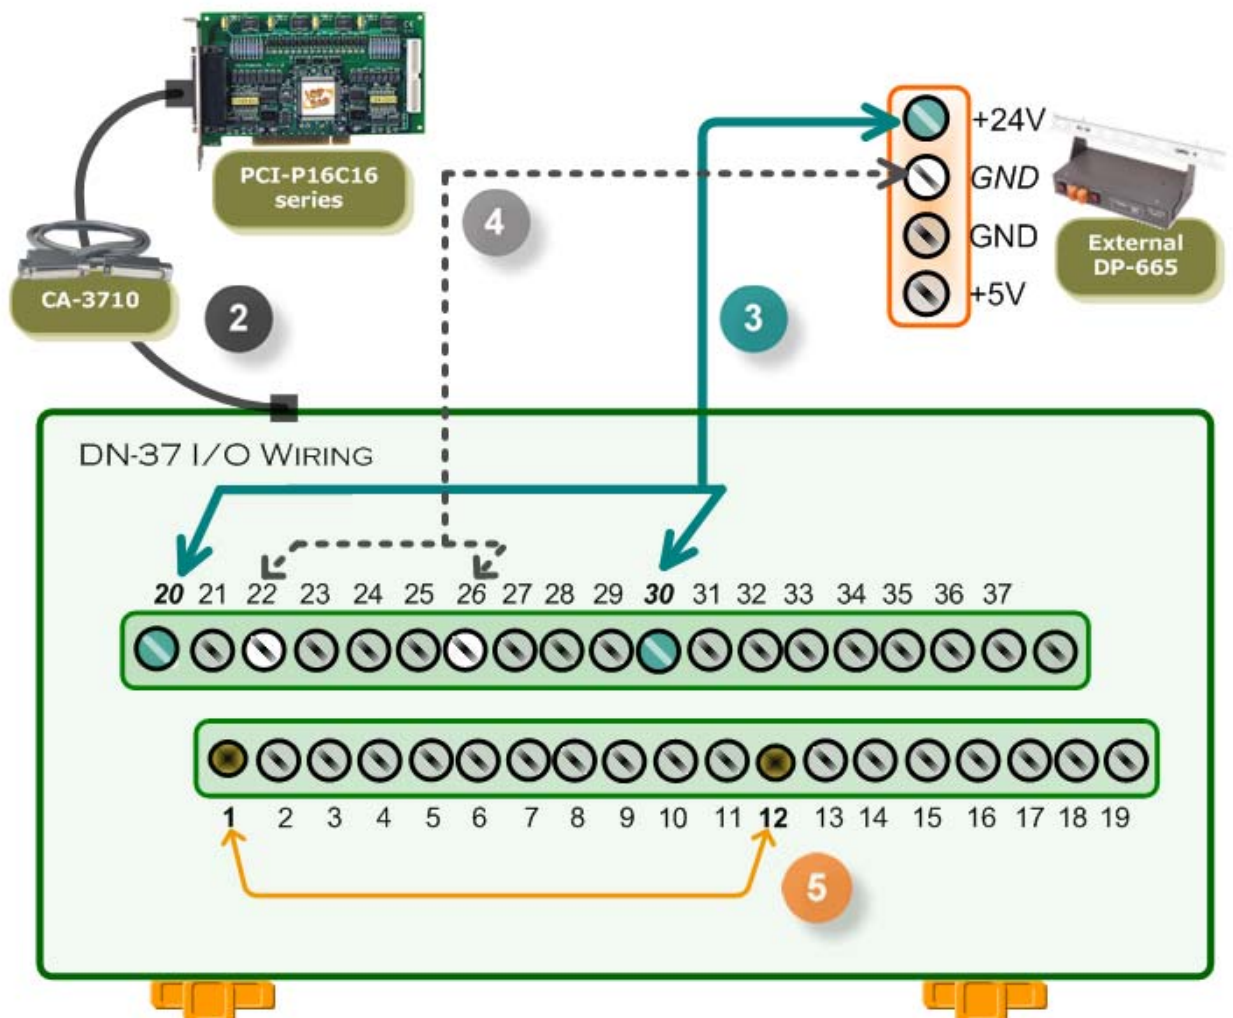 PCI-P16C16
series
+24V
GND
GND
+5V
External
DP-665
4
CA-3710
2
3
DN-37 I/O WIRING
20 21 22 23 24 25 26 27 28 29 30 31 32 33 34 35 36 37
1 2 3 4 5 6 7 8 9 10 11 12 13 14 15 16 17 18 19
5